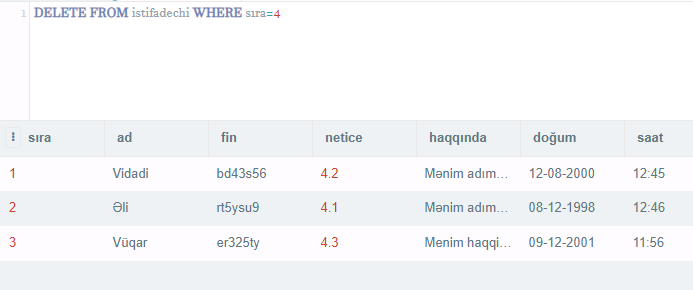 1 DELETE FROM istifadechi WHERE sıra=4
sıra ad fin netice haqqında doğum saat
1 Vidadi bd43s56 4.2 Mənim adım... 12-08-2000 12:45
2 Əli rt5ysu9 4.1 Mənim adım... 08-12-1998 12:46
3 Vüqar er325ty 4.3 Menim haqqi... 09-12-2001 11:56